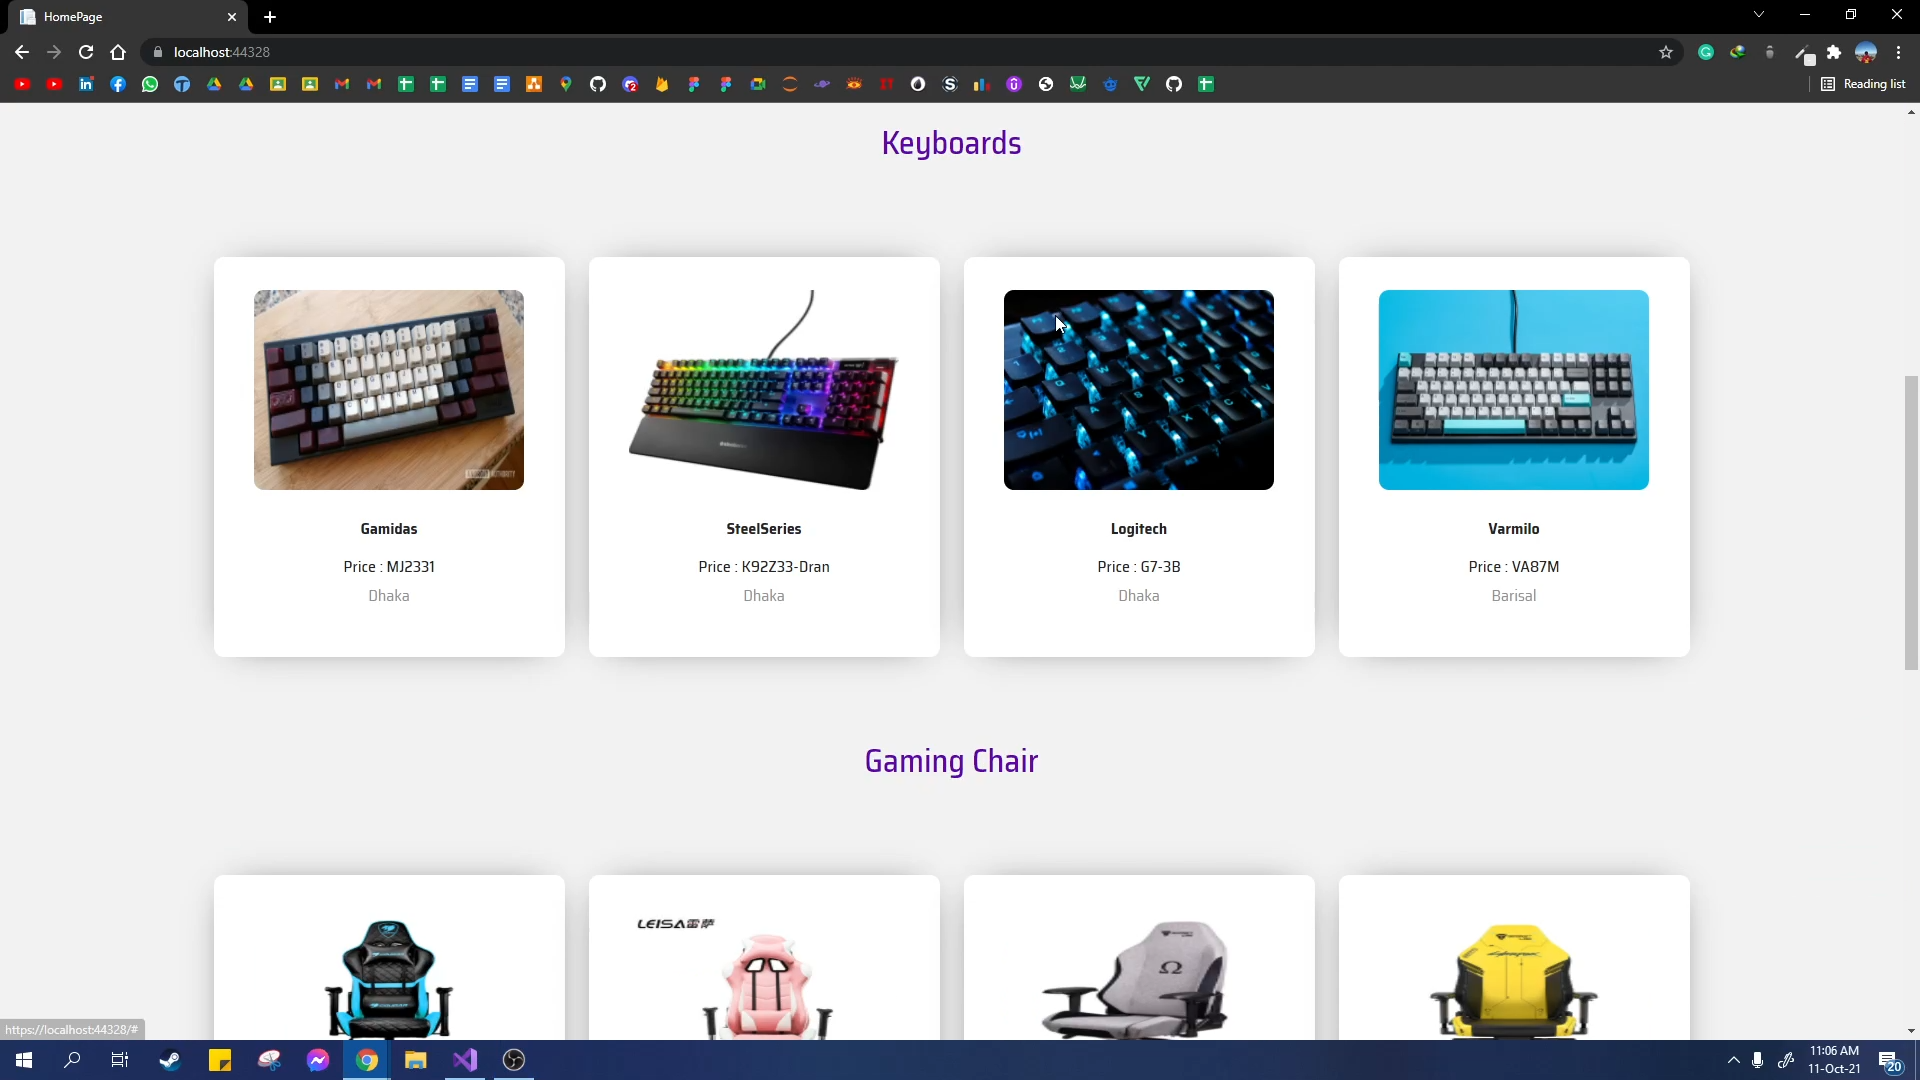 HomePage
localhost:44328
Reading list
Keyboards
Gamidas
Price : MJ2331
Dhaka
SteelSeries
Price : K92Z33-Dran
Dhaka
Logitech
Price : G7-3B
Dhaka
Varmilo
Price : VA87M
Barisal
Gaming Chair
LEISA雷萨
https://localhost:44328/#
11:06 AM
11-Oct-21
20